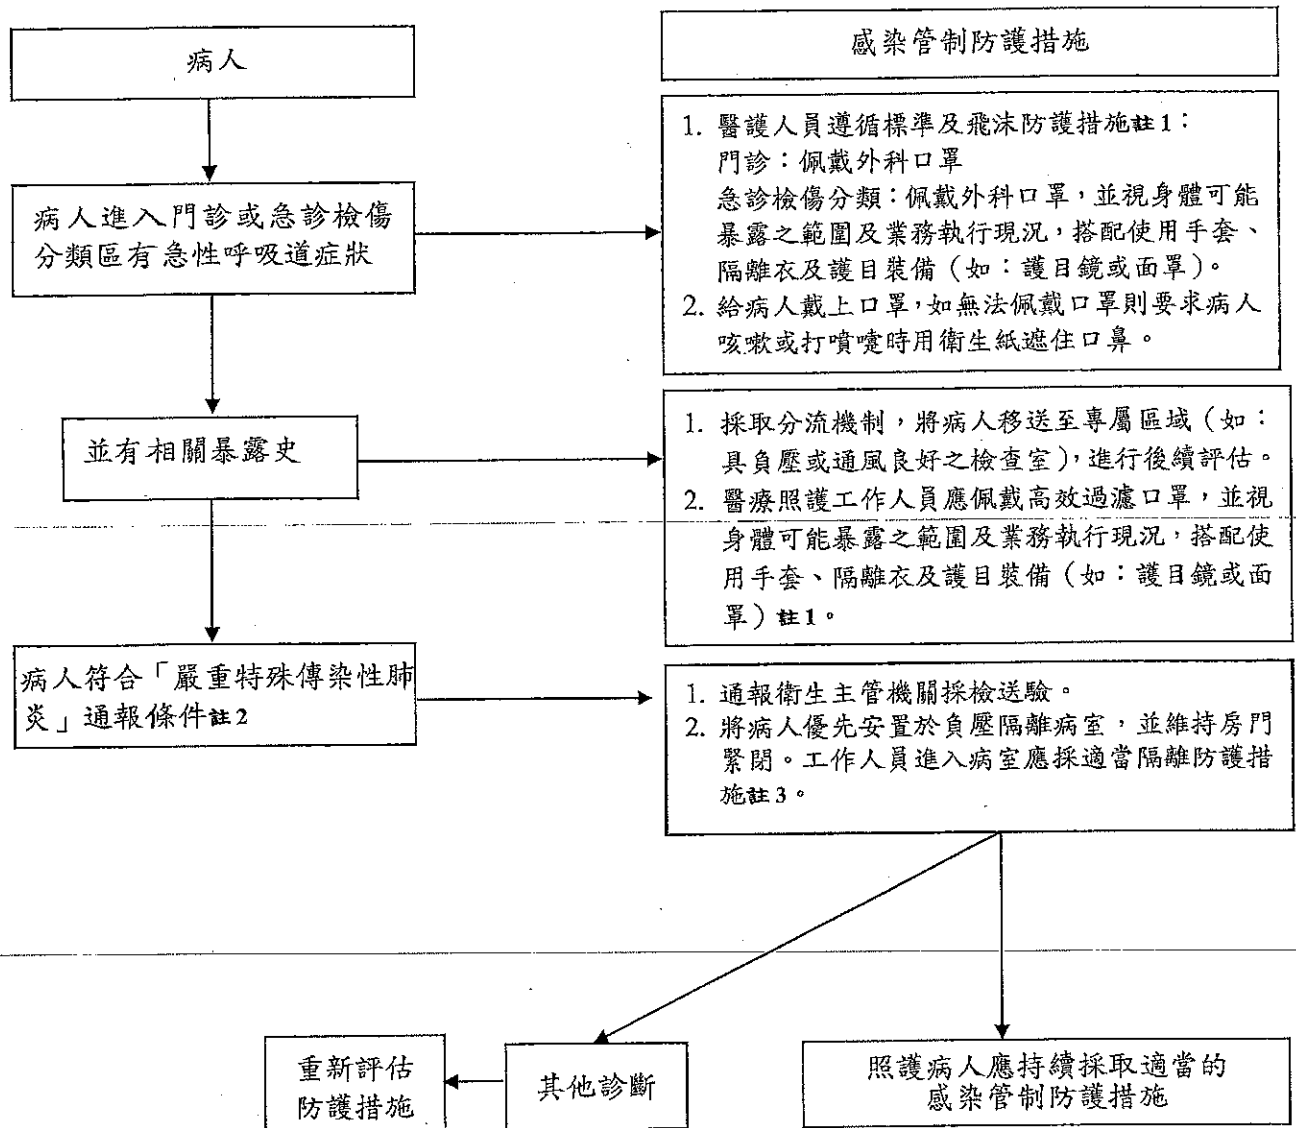 病人
感染管制防護措施
病人進入門診或急診檢傷
分類區有急性呼吸道症狀
1. 醫護人員遵循標準及飛沫防護措施註1：
門診：佩戴外科口罩
急診檢傷分類：佩戴外科口罩，並視身體可能
暴露之範圍及業務執行現況，搭配使用手套、
隔離衣及護目裝備（如：護目鏡或面罩）。
2. 給病人戴上口罩，如無法佩戴口罩則要求病人
咳嗽或打噴嚏時用衛生紙遮住口鼻。
並有相關暴露史
1. 採取分流機制，將病人移送至專屬區域（如：
具負壓或通風良好之檢查室），進行後續評估。
2. 醫療照護工作人員應佩戴高效過濾口罩，並視
身體可能暴露之範圍及業務執行現況，搭配使
用手套、隔離衣及護目裝備（如：護目鏡或面
罩）註1。
病人符合「嚴重特殊傳染性肺
炎」通報條件註2
1. 通報衛生主管機關採檢送驗。
2. 將病人優先安置於負壓隔離病室，並維持房門
緊閉。工作人員進入病室應採適當隔離防護措
施註3。
重新評估
防護措施
其他診斷
照護病人應持續採取適當的
感染管制防護措施